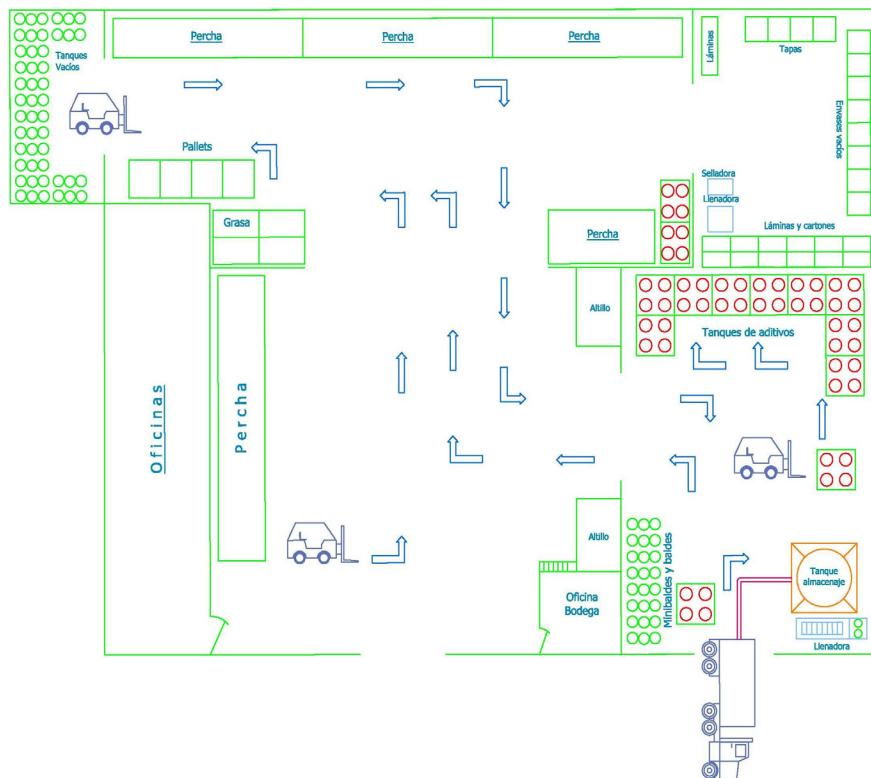 Percha
Percha
Percha
Láminas
Tapas
Tanques
Vacíos
Envases vacíos
Pallets
Selladora
Llenadora
Grasa
Percha
Láminas y cartones
Altillo
Tanques de aditivos
Oficinas
Percha
Altillo
Minibaldes y baldes
Tanque
almacenaje
Oficina
Bodega
Llenadora